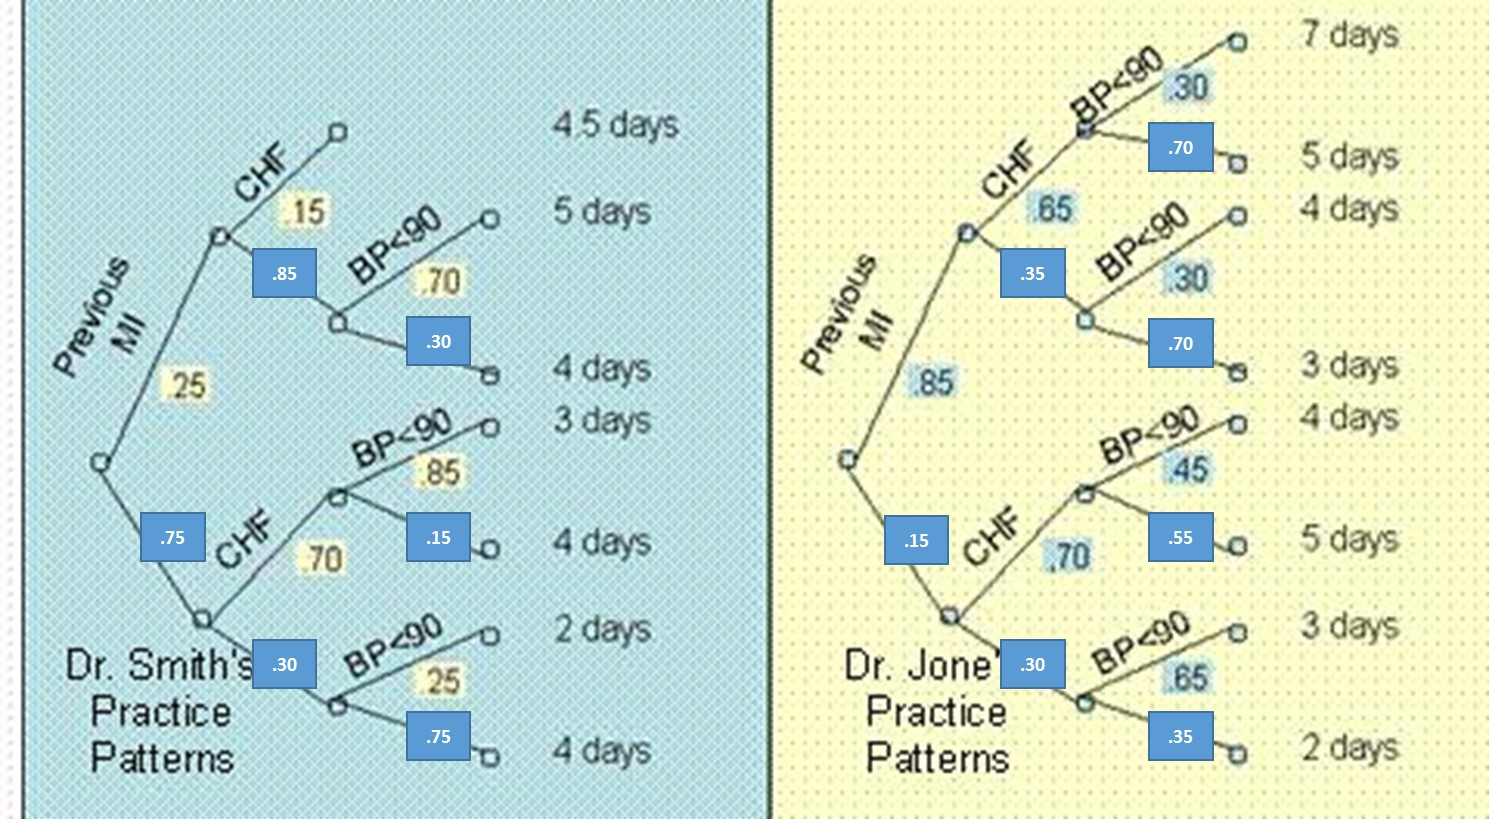 4.5 days
CHF
.15
5 days
BP<90
.85
.70
Previous
MI
.30
4 days
.25
3 days
BP<90
.85
.75
CHF
.15
4 days
.70
2 days
BP<90
Dr. Smith's
.30
.25
Practice
.75
4 days
Patterns
7 days
BP<90
.30
.70
5 days
CHF
.65
4 days
BP<90
.35
.30
Previous
MI
.70
3 days
.85
4 days
BP<90
.45
.15
CHF
.55
5 days
.70
3 days
BP<90
Dr. Jone'
.30
.65
Practice
.35
2 days
Patterns